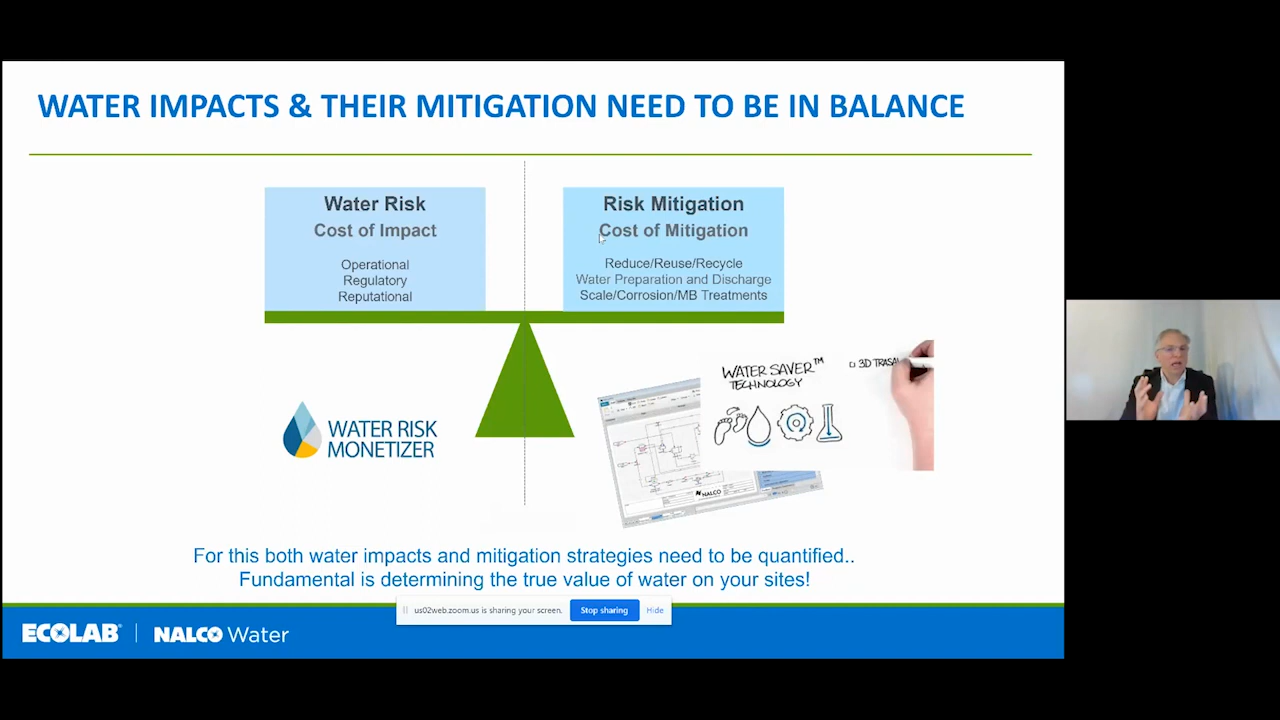 WATER IMPACTS & THEIR MITIGATION NEED TO BE IN BALANCE
Water Risk
Cost of Impact
Operational
Regulatory
Reputational
Risk Mitigation
Cost of Mitigation
Reduce/Reuse/Recycle
Water Preparation and Discharge
Scale/Corrosion/MB Treatments
WATER RISK
MONETIZER
WATER SAVER™
TECHNOLOGY
3D TRASA
NALCO
For this both water impacts and mitigation strategies need to be quantified..
Fundamental is determining the true value of water on your sites!
us02web.zoom.us is sharing your screen.
Stop sharing
Hide
ECOLAB®
NALCO Water